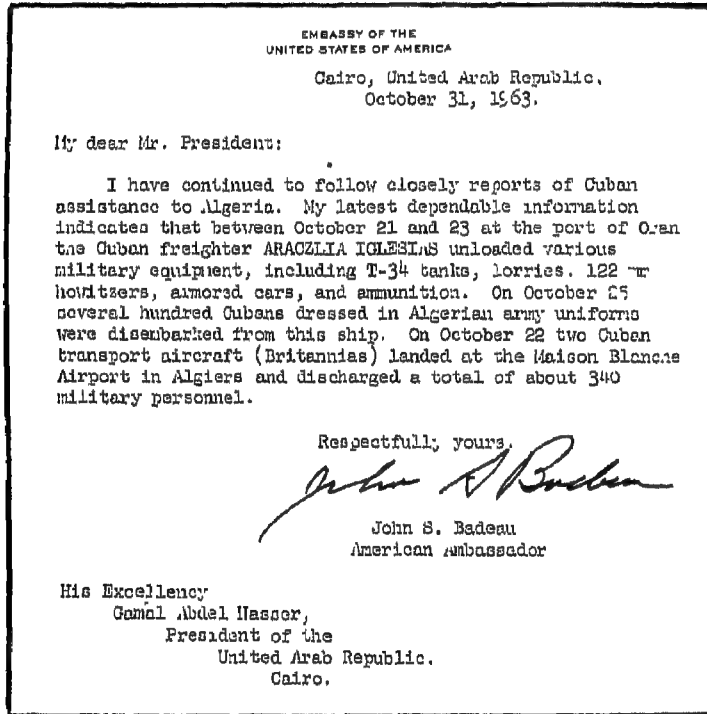 EMBASSY OF THE
UNITED STATES OF AMERICA
Cairo, United Arab Republic.
October 31, 1963.
My dear Mr. President:
I have continued to follow closely reports of Cuban
assistance to Algeria. My latest dependable information
indicates that between October 21 and 23 at the port of Oran
the Cuban freighter ARACZLIA IGLESIAS unloaded various
military equipment, including T-34 tanks, lorries. 122 mm
howitzers, armored cars, and ammunition. On October 25
several hundred Cubans dressed in Algerian army uniforms
were disembarked from this ship. On October 22 two Cuban
transport aircraft (Britannias) landed at the Maison Blanche
Airport in Algiers and discharged a total of about 340
military personnel.
Respectfully yours,
John S Badeau
John S. Badeau
American Ambassador
His Excellency
Gamal Abdel Nasser,
President of the
United Arab Republic.
Cairo.